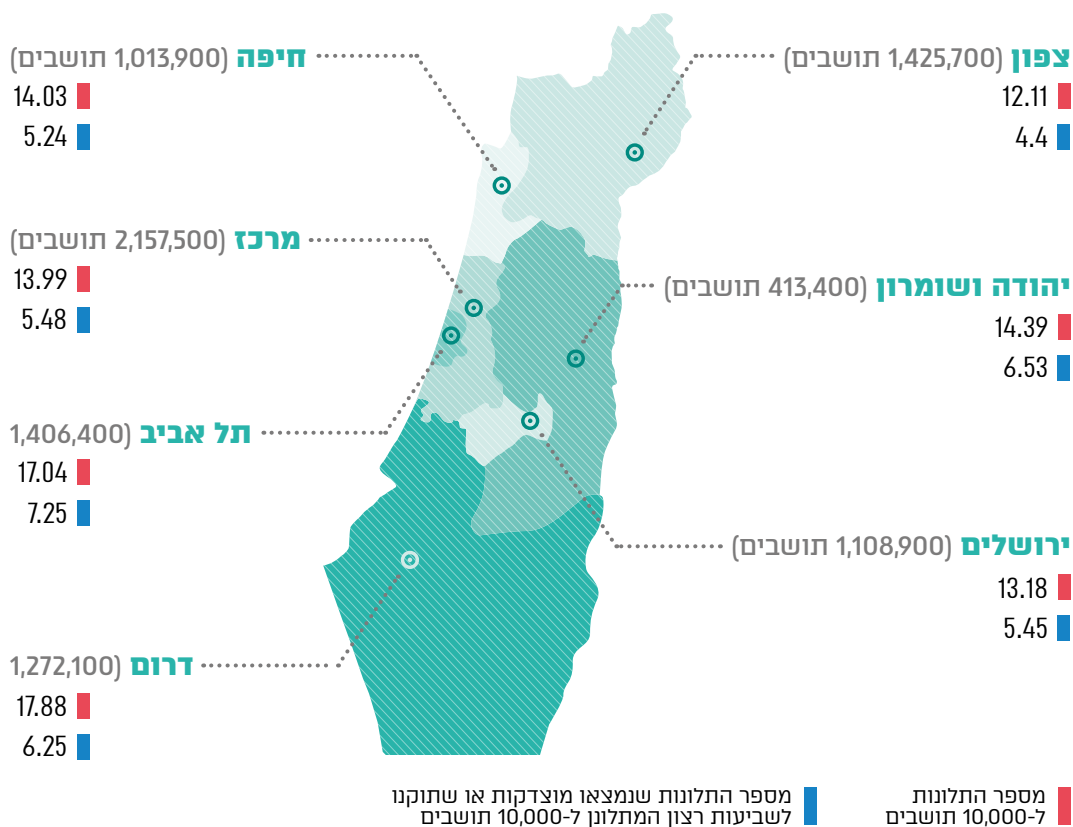 צפון (1,425,700 תושבים)
12.11
4.4
יהודה ושומרון (413,400 תושבים)
14.39
6.53
ירושלים (1,108,900 תושבים)
13.18
5.45
חיפה (1,013,900 תושבים)
14.03
5.24
מרכז (2,157,500 תושבים)
13.99
5.48
תל אביב (1,406,400
17.04
7.25
דרום (1,272,100
17.88
6.25
מספר התלונות
ל-10,000 תושבים
מספר התלונות שנמצאו מוצדקות או שתוקנו
לשביעות רצון המתלונן ל-10,000 תושבים